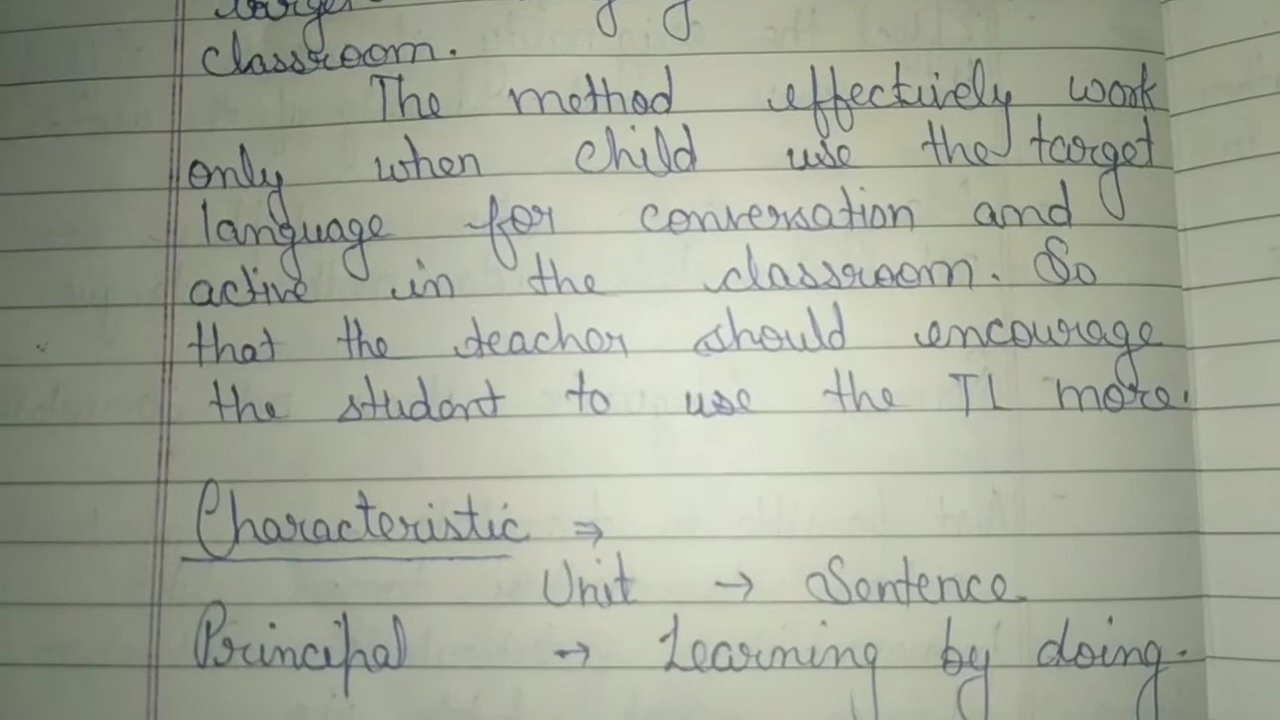 classroom.
The method effectively work
only when child use the target
language for conversation and
active in the classroom. So
that the teacher should encourage
the student to use the TL more.
Characteristic ⇒
Unit → Sentence
Principal → Learning by doing.